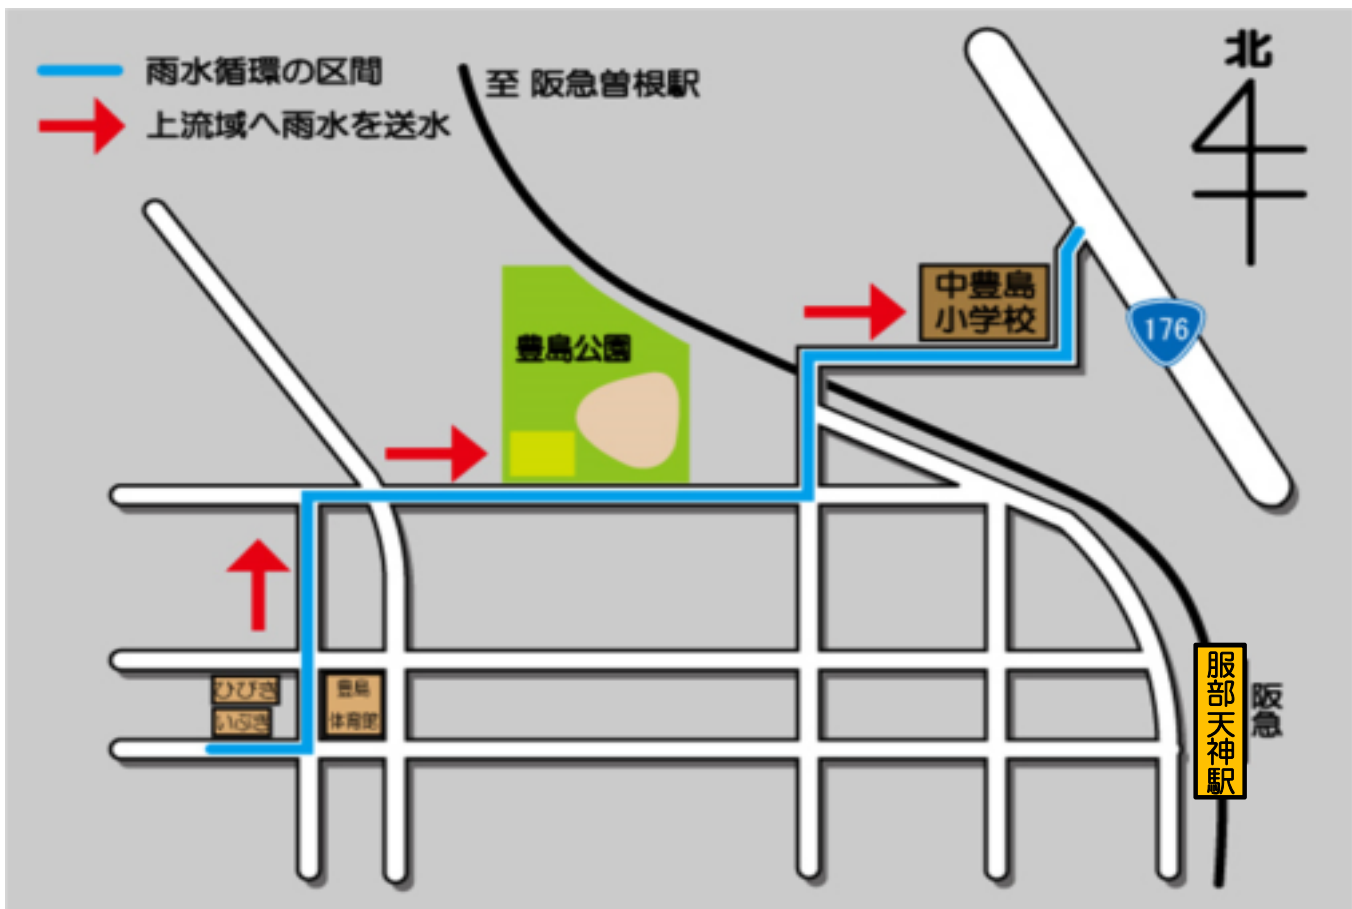 雨水循環の区間
上流域へ雨水を送水
至 阪急曽根駅
北
中豊島
小学校
176
豊島公園
ひびき
いぶき
豊島
体育館
服部天神駅
阪急